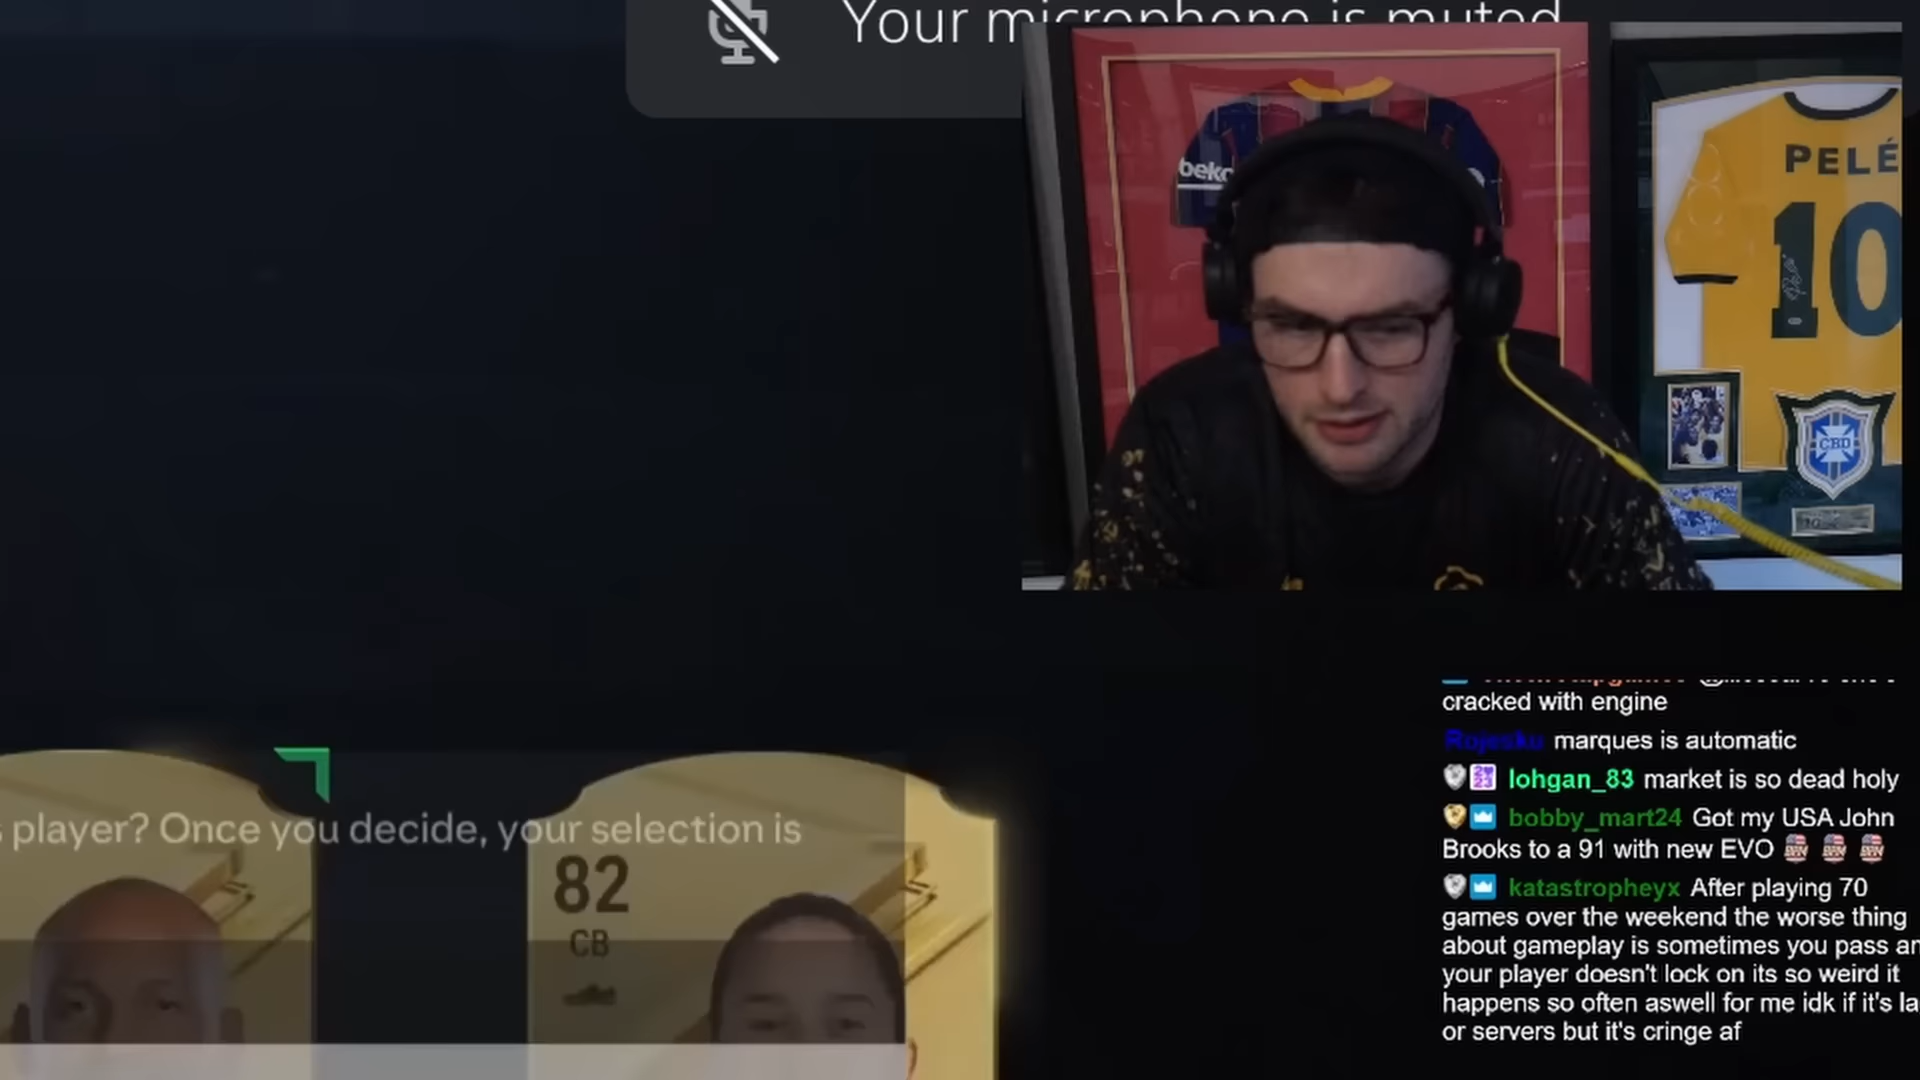 Your microphone is muted
beko
PELÉ
10
CBD
player? Once you decide, your selection is
82
CB
cracked with engine
Rojesku marques is automatic
lohgan_83 market is so dead holy
bobby_mart24 Got my USA John
Brooks to a 91 with new EVO
katastropheyx After playing 70
games over the weekend the worse thing
about gameplay is sometimes you pass an
your player doesn't lock on its so weird it
happens so often aswell for me idk if it's la
or servers but it's cringe af